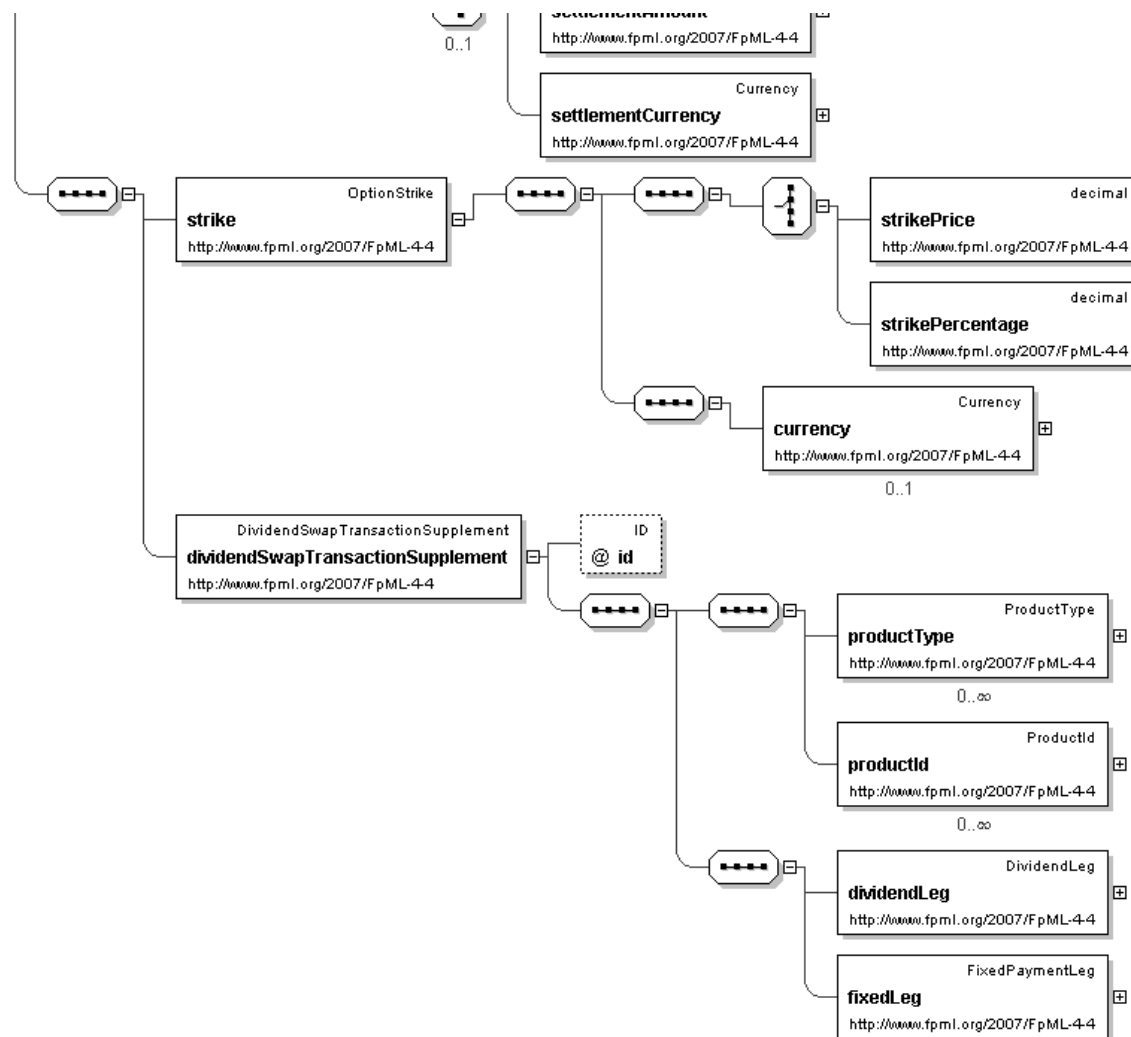 settlementAmount
http://www.fpml.org/2007/FpML-4-4
0..1
Currency
settlementCurrency
http://www.fpml.org/2007/FpML-4-4
OptionStrike
strike
http://www.fpml.org/2007/FpML-4-4
decimal
strikePrice
http://www.fpml.org/2007/FpML-4-4
decimal
strikePercentage
http://www.fpml.org/2007/FpML-4-4
Currency
currency
http://www.fpml.org/2007/FpML-4-4
0..1
DividendSwapTransactionSupplement
dividendSwapTransactionSupplement
http://www.fpml.org/2007/FpML-4-4
ID
@ id
ProductType
productType
http://www.fpml.org/2007/FpML-4-4
0..∞
ProductId
productId
http://www.fpml.org/2007/FpML-4-4
0..∞
DividendLeg
dividendLeg
http://www.fpml.org/2007/FpML-4-4
FixedPaymentLeg
fixedLeg
http://www.fpml.org/2007/FpML-4-4